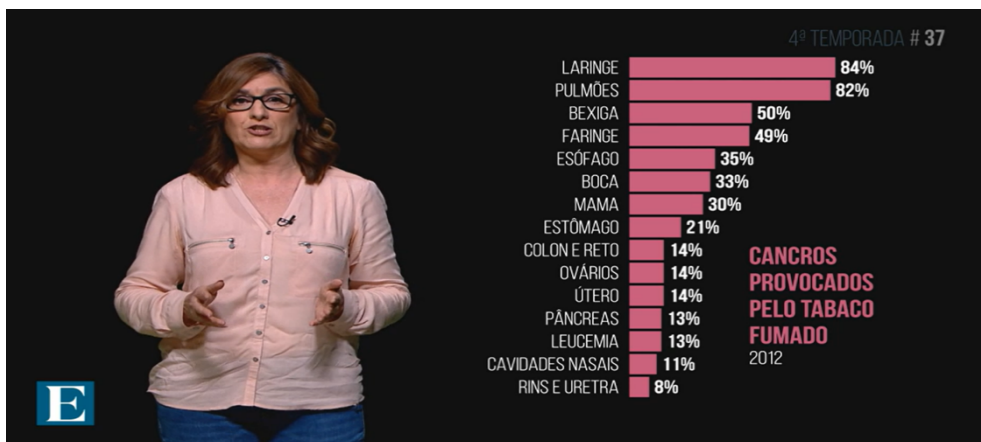 4ª TEMPORADA # 37
LARINGE 84%
PULMÕES 82%
BEXIGA 50%
FARINGE 49%
ESÓFAGO 35%
BOCA 33%
MAMA 30%
ESTÔMAGO 21%
COLON E RETO 14%
OVÁRIOS 14%
ÚTERO 14%
PÂNCREAS 13%
LEUCEMIA 13%
CAVIDADES NASAIS 11%
RINS E URETRA 8%
CANCROS
PROVOCADOS
PELO TABACO
FUMADO
2012
E